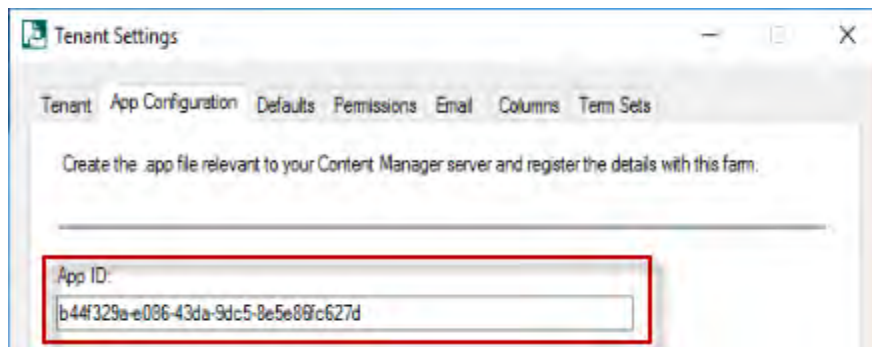 Tenant Settings
Tenant App Configuration Defaults Permissions Email Columns Term Sets
Create the .app file relevant to your Content Manager server and register the details with this farm.
App ID:
b44f329a-e086-43da-9dc5-8e5e86fc627d